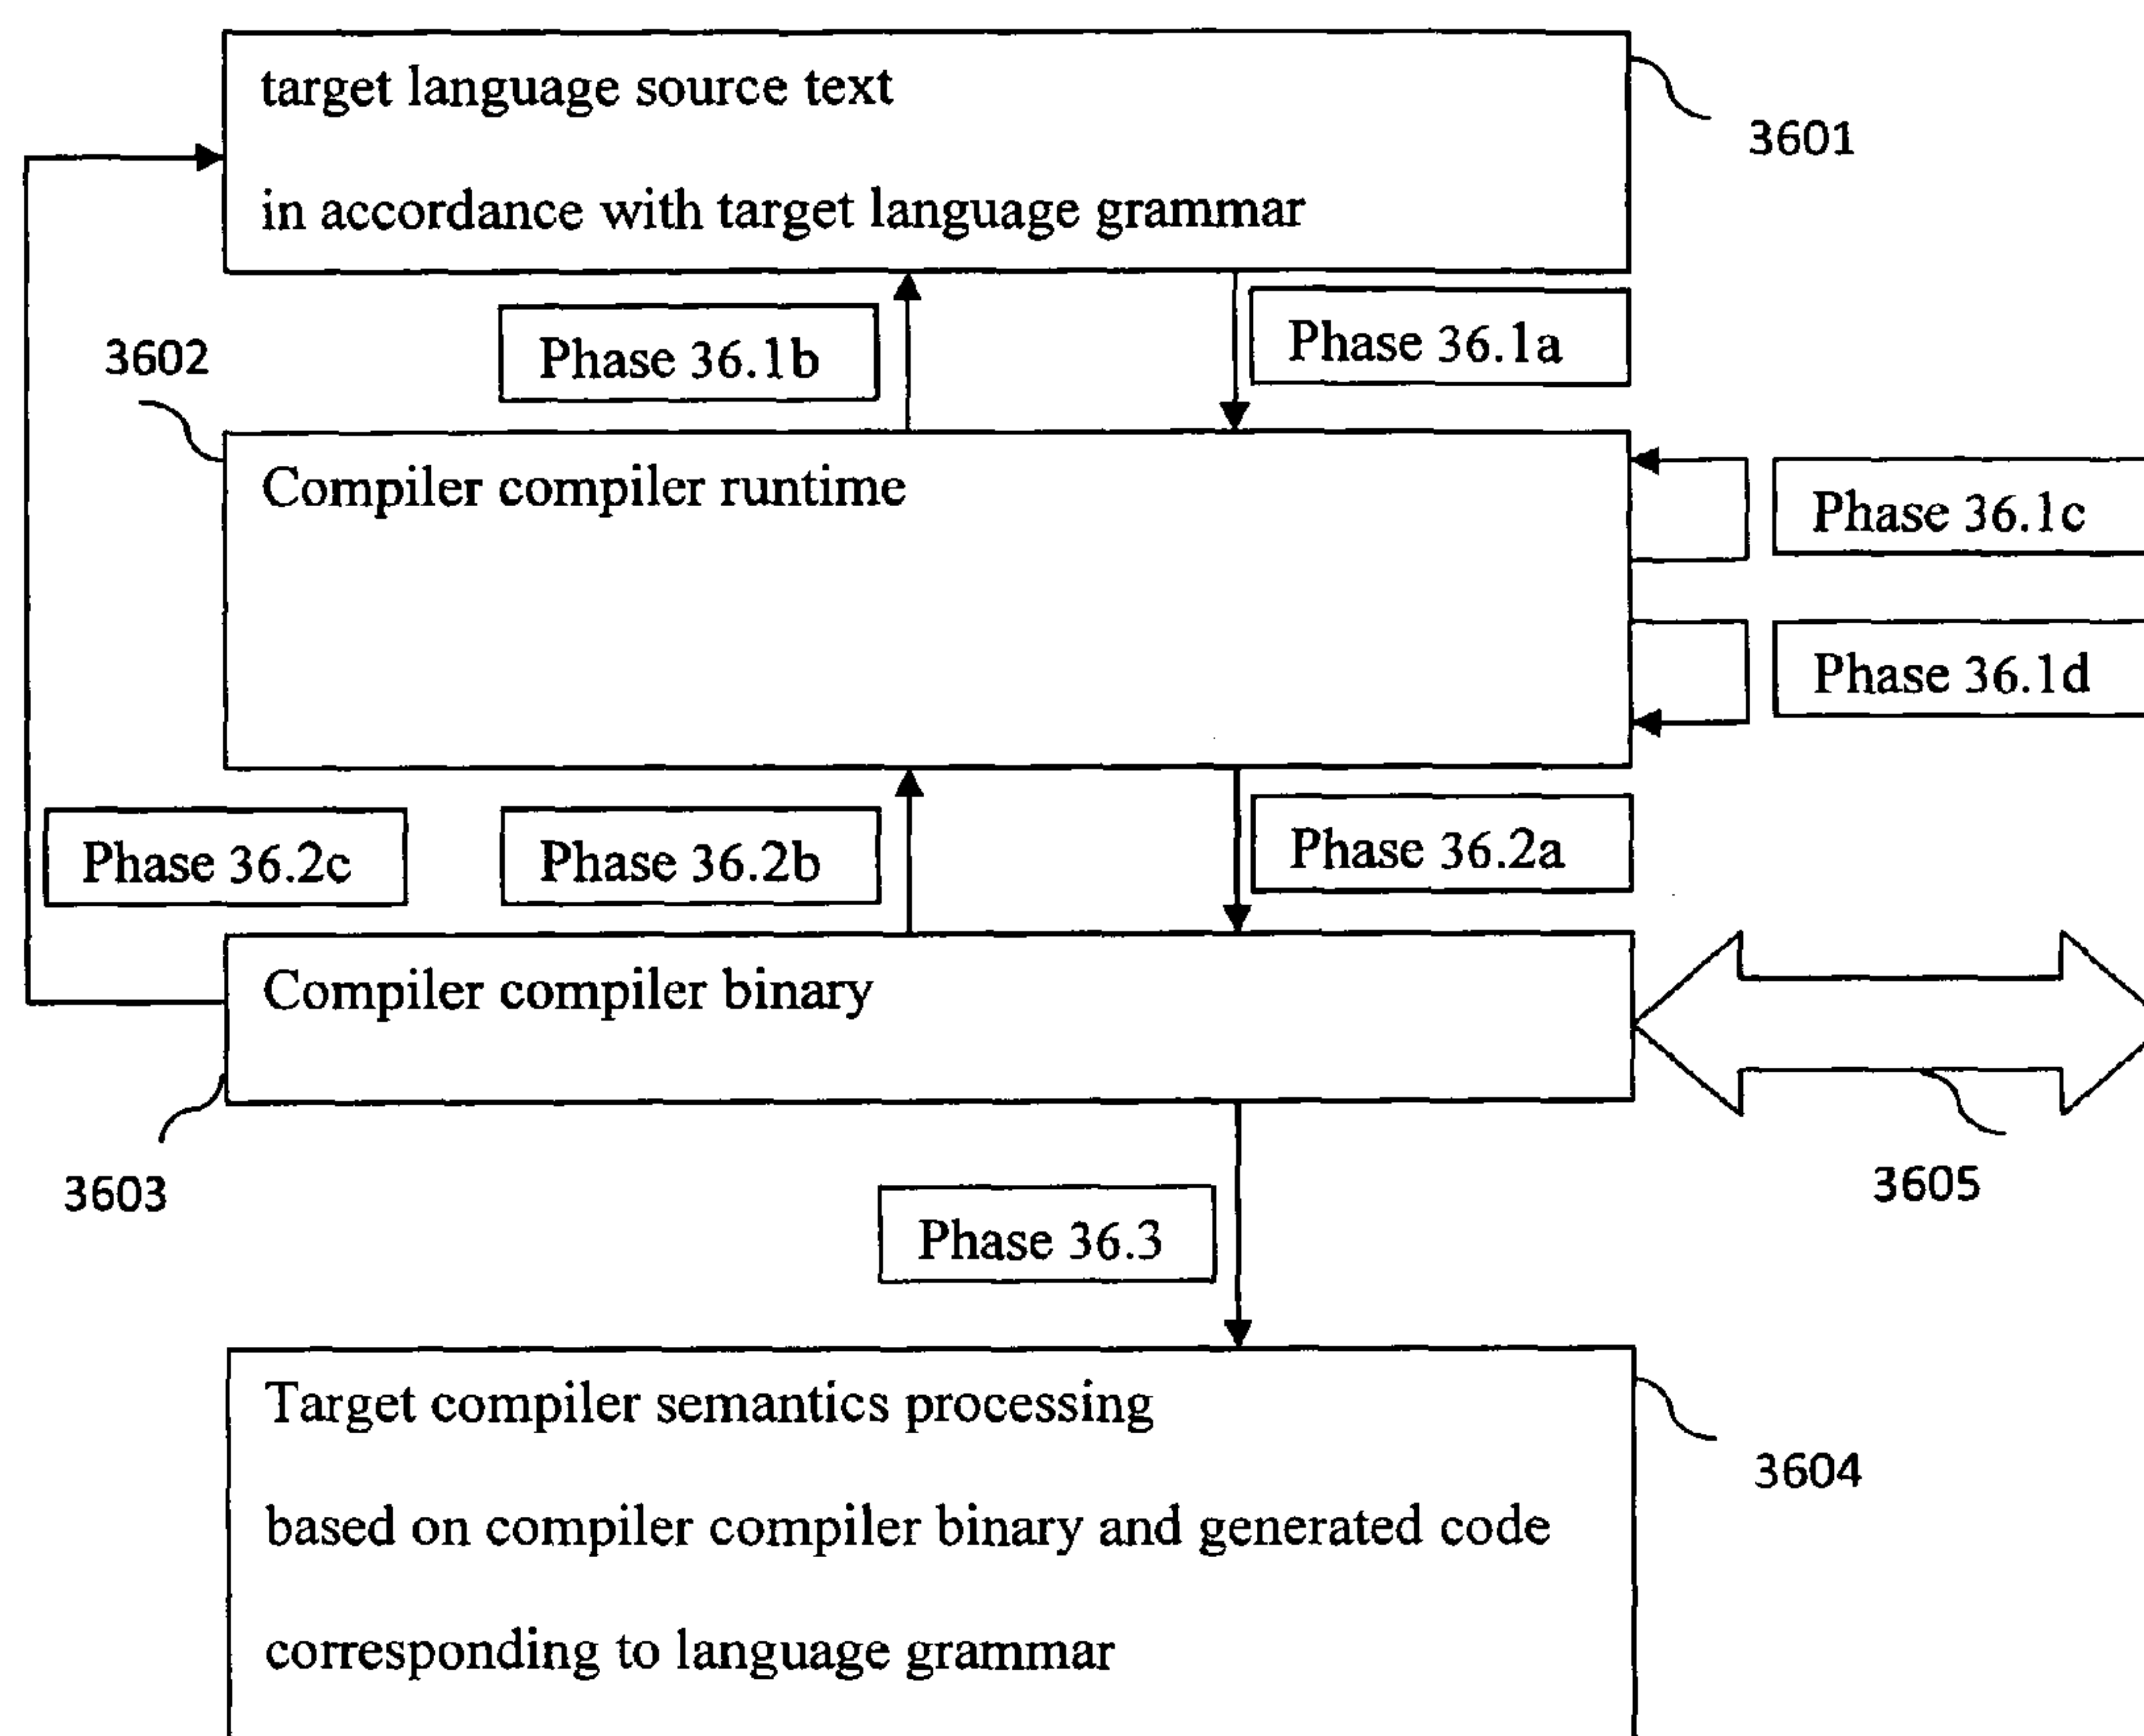 target language source text
in accordance with target language grammar
3601
Phase 36.1b
Phase 36.1a
3602
Compiler compiler runtime
Phase 36.1c
Phase 36.1d
Phase 36.2c
Phase 36.2b
Phase 36.2a
Compiler compiler binary
3603
3605
Phase 36.3
Target compiler semantics processing
3604
based on compiler compiler binary and generated code
corresponding to language grammar